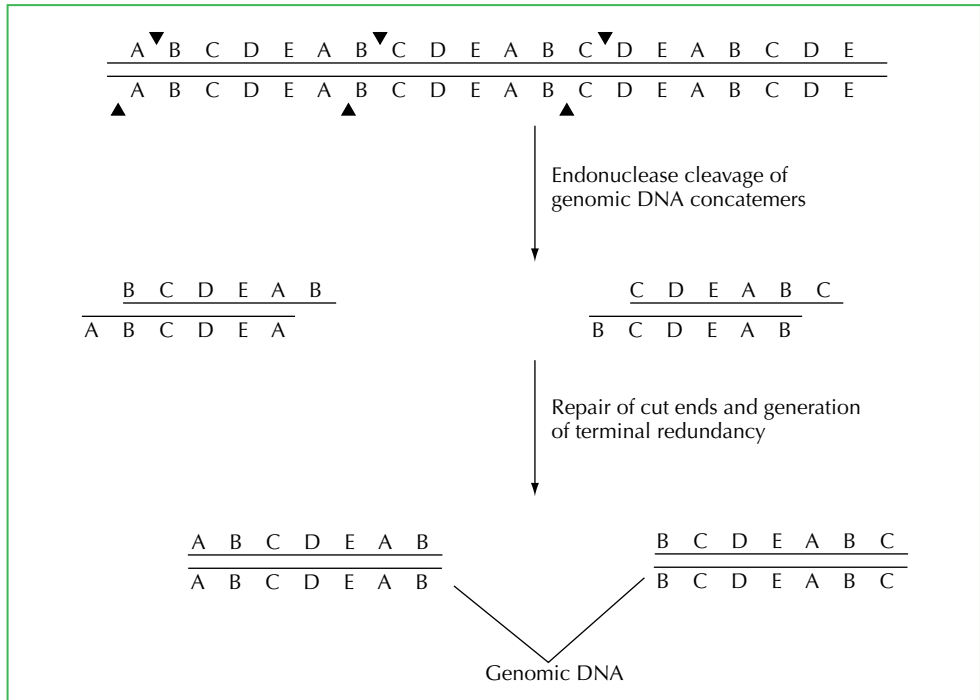 A B C D E A B C D E A B C D E A B C D E
A B C D E A B C D E A B C D E A B C D E
Endonuclease cleavage of
genomic DNA concatemers
B C D E A B
A B C D E A
C D E A B C
B C D E A B
Repair of cut ends and generation
of terminal redundancy
A B C D E A B
A B C D E A B
B C D E A B C
B C D E A B C
Genomic DNA